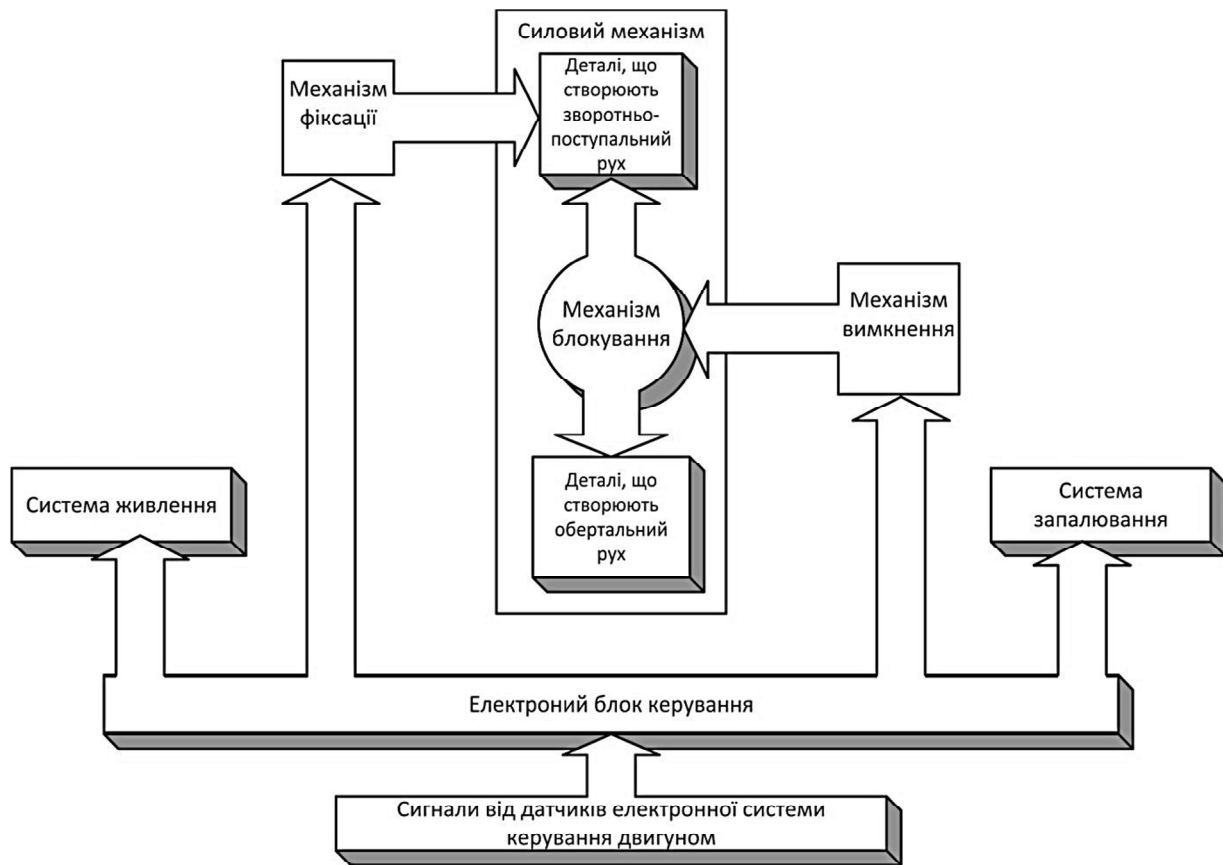 Силовий механізм
Механізм
фіксації
Деталі, що
створюють
зворотньо-
поступальний
рух
Механізм
блокування
Механізм
вимкнення
Деталі, що
створюють
обертальний
рух
Система живлення
Система
запалювання
Електроний блок керування
Сигнали від датчиків електронної системи
керування двигуном